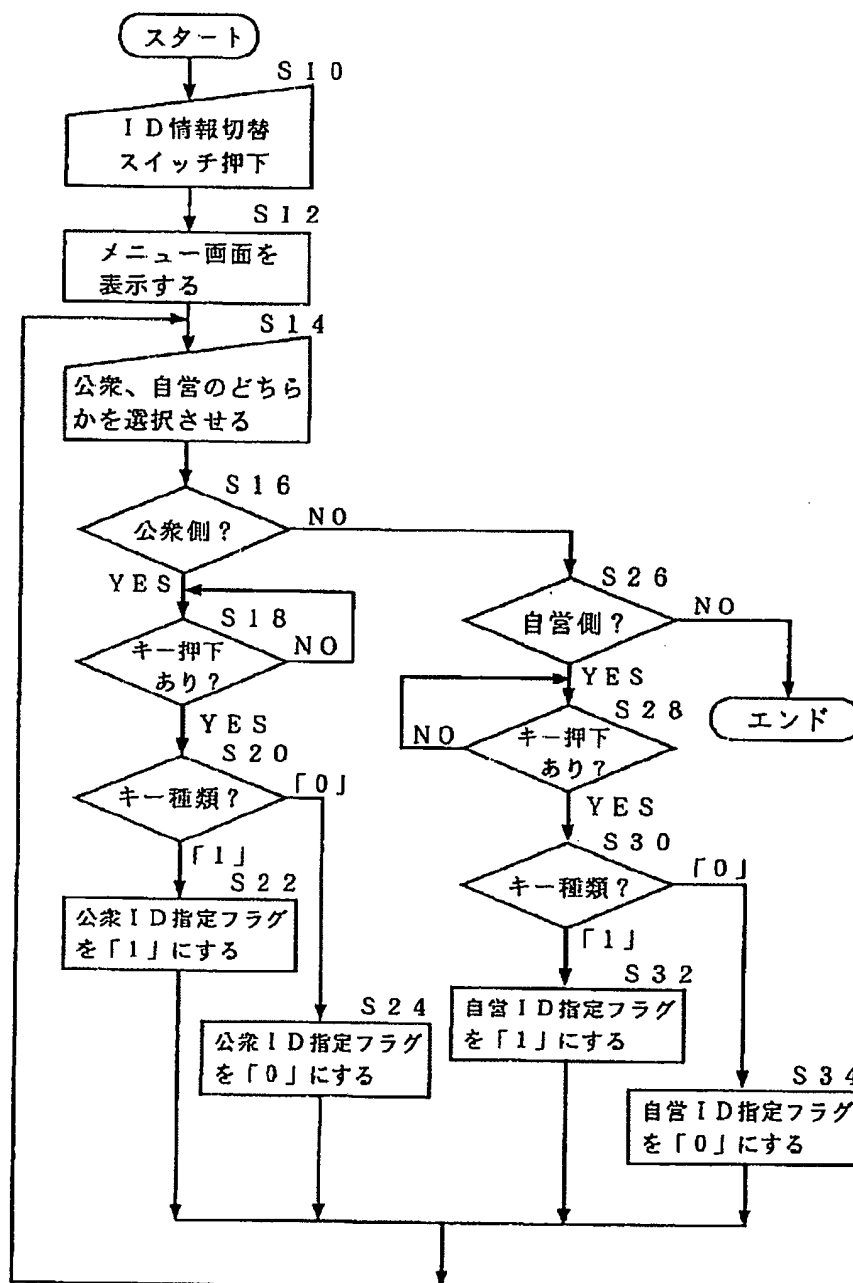 スタート
S10
ID情報切替
スイッチ押下
S12
メニュー画面を
表示する
S14
公衆、自営のどちら
かを選択させる
S16
公衆側?
NO
YES
S18
キー押下
あり?
NO
YES
S20
キー種類?
「0」
「1」
S22
公衆ID指定フラグ
を「1」にする
S24
公衆ID指定フラグ
を「0」にする
S26
自営側?
NO
エンド
YES
S28
キー押下
あり?
NO
YES
S30
キー種類?
「0」
「1」
S32
自営ID指定フラグ
を「1」にする
S34
自営ID指定フラグ
を「0」にする